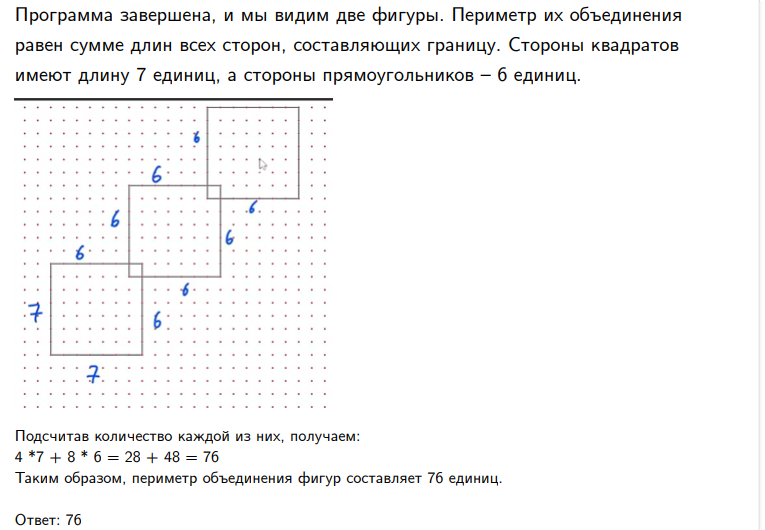 Программа завершена, и мы видим две фигуры. Периметр их объединения
равен сумме длин всех сторон, составляющих границу. Стороны квадратов
имеют длину 7 единиц, а стороны прямоугольников – 6 единиц.
6
6
6
6
6
6
6
7
6
7
Подсчитав количество каждой из них, получаем:
4 *7 + 8 * 6 = 28 + 48 = 76
Таким образом, периметр объединения фигур составляет 76 единиц.
Ответ: 76